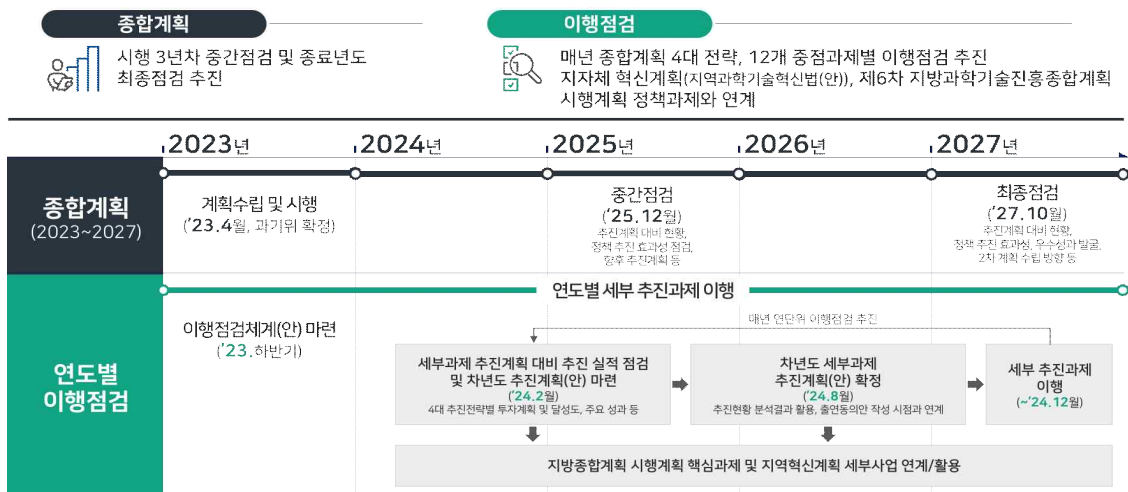 종합계획
시행 3년차 중간점검 및 종료년도
최종점검 추진
이행점검
매년 종합계획 4대 전략, 12개 중점과제별 이행점검 추진
지자체 혁신계획(지역과학기술혁신법(안)), 제6차 지방과학기술진흥종합계획
시행계획 정책과제와 연계
2023년
2024년
2025년
2026년
2027년
종합계획
(2023~2027)
계획수립 및 시행
('23.4월, 과기위 확정)
중간점검
('25.12월)
추진계획 대비 현황,
정책 추진 효과성 점검,
향후 추진계획 등
최종점검
('27.10월)
추진계획 대비 현황,
정책 추진 효과성, 우수성과 발굴,
2차 계획 수립 방향 등
연도별
이행점검
연도별 세부 추진과제 이행
이행점검체계(안) 마련
('23.하반기)
매년 연단위 이행점검 추진
세부과제 추진계획 대비 추진 실적 점검
및 차년도 추진계획(안) 마련
('24.2월)
4대 추진전략별 투자계획 및 달성도, 주요 성과 등
차년도 세부과제
추진계획(안) 확정
('24.8월)
추진현황 분석결과 활용, 출연동의안 작성 시점과 연계
세부 추진과제
이행
(~'24.12월)
지방종합계획 시행계획 핵심과제 및 지역혁신계획 세부사업 연계/활용